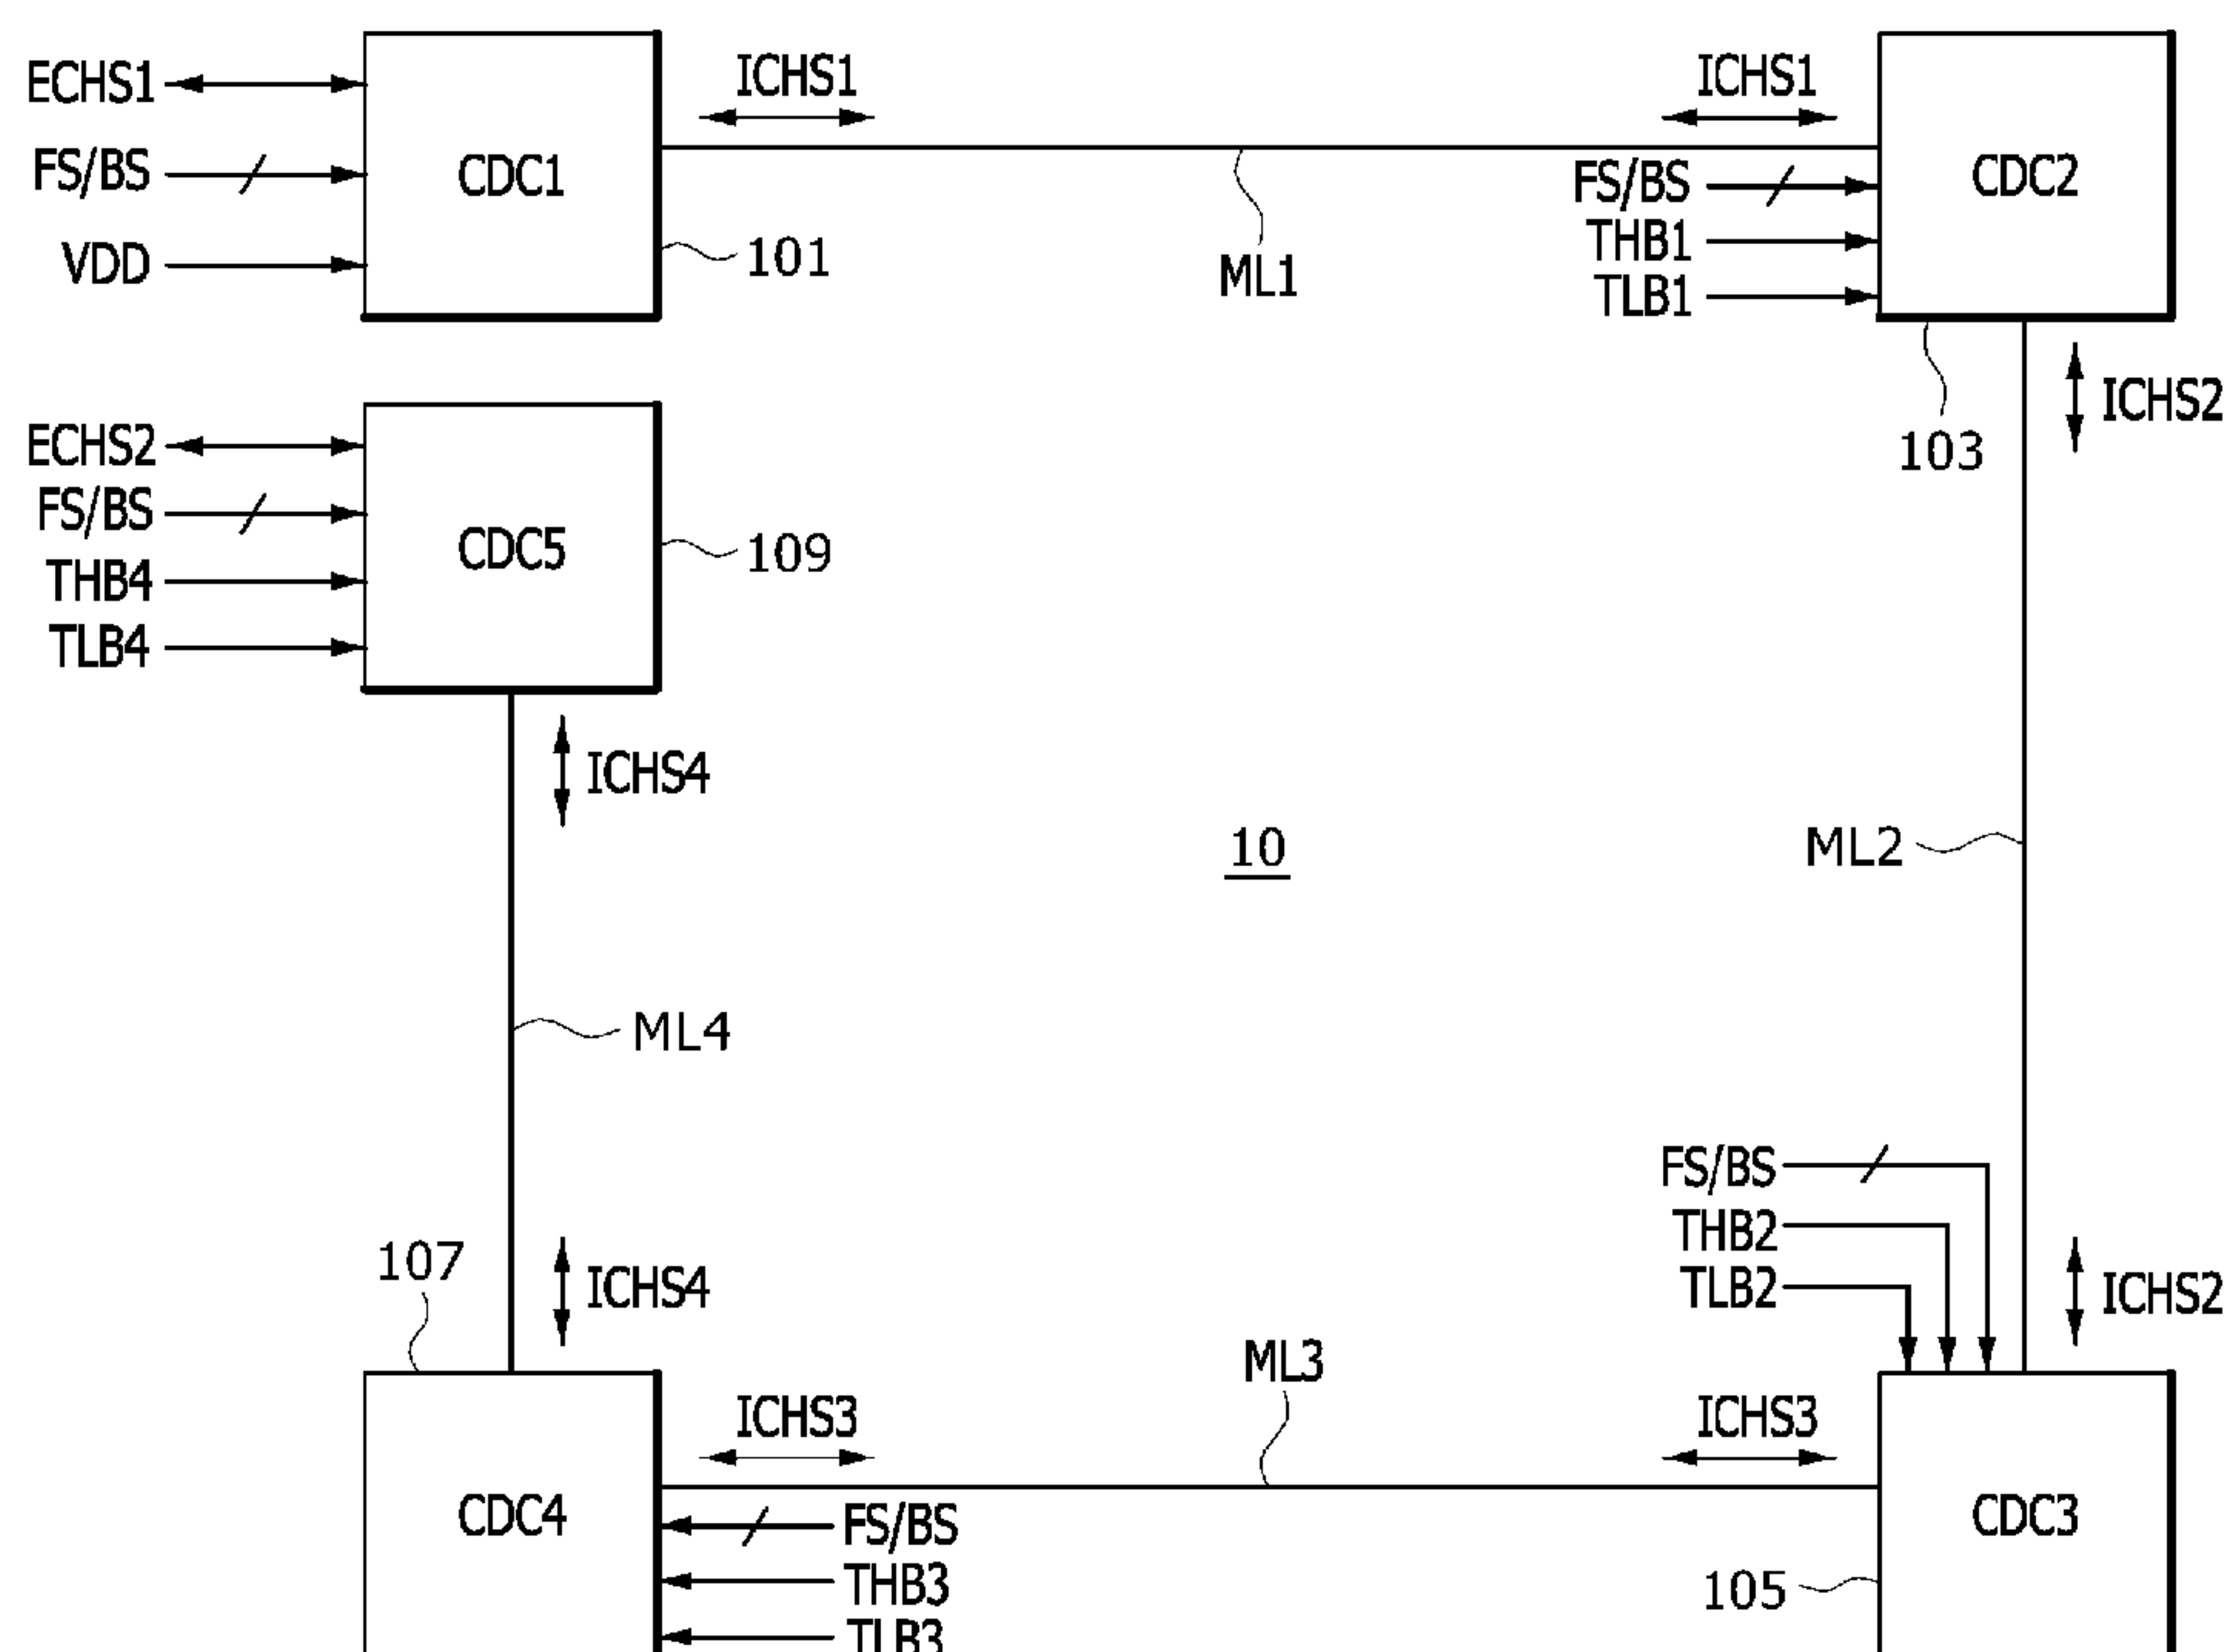 ECHS1
ICHS1
ICHS1
FS/BS
CDC1
CDC2
FS/BS
THB1
TLB1
VDD
101
ML1
ECHS2
FS/BS
THB4
TLB4
CDC5
109
103
ICHS2
ICHS4
10
ML2
ML4
FS/BS
THB2
TLB2
107
ICHS4
ICHS2
ML3
ICHS3
ICHS3
CDC4
CDC3
FS/BS
THB3
TLB3
105